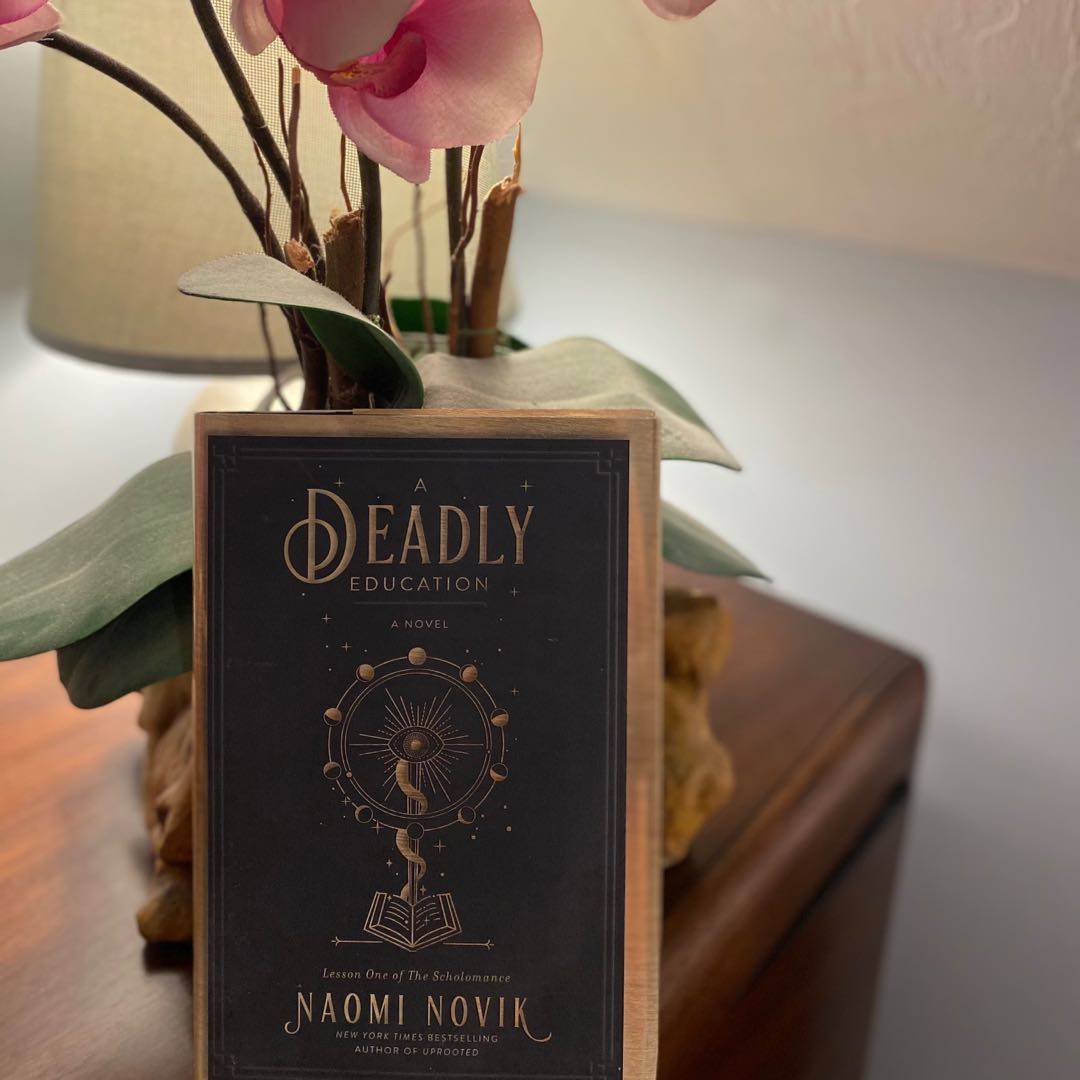 A
DEADLY
EDUCATION
A NOVEL
Lesson One of The Scholomance
NAOMI NOVIK
NEW YORK TIMES BESTSELLING
AUTHOR OF UPROOTED